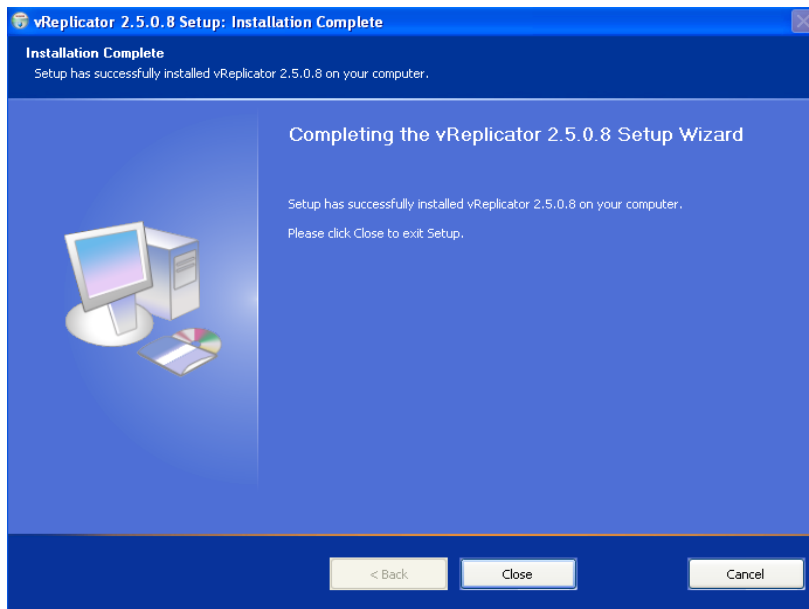 vReplicator 2.5.0.8 Setup: Installation Complete
Installation Complete
Setup has successfully installed vReplicator 2.5.0.8 on your computer.
Completing the vReplicator 2.5.0.8 Setup Wizard
Setup has successfully installed vReplicator 2.5.0.8 on your computer.
Please click Close to exit Setup.
< Back
Close
Cancel